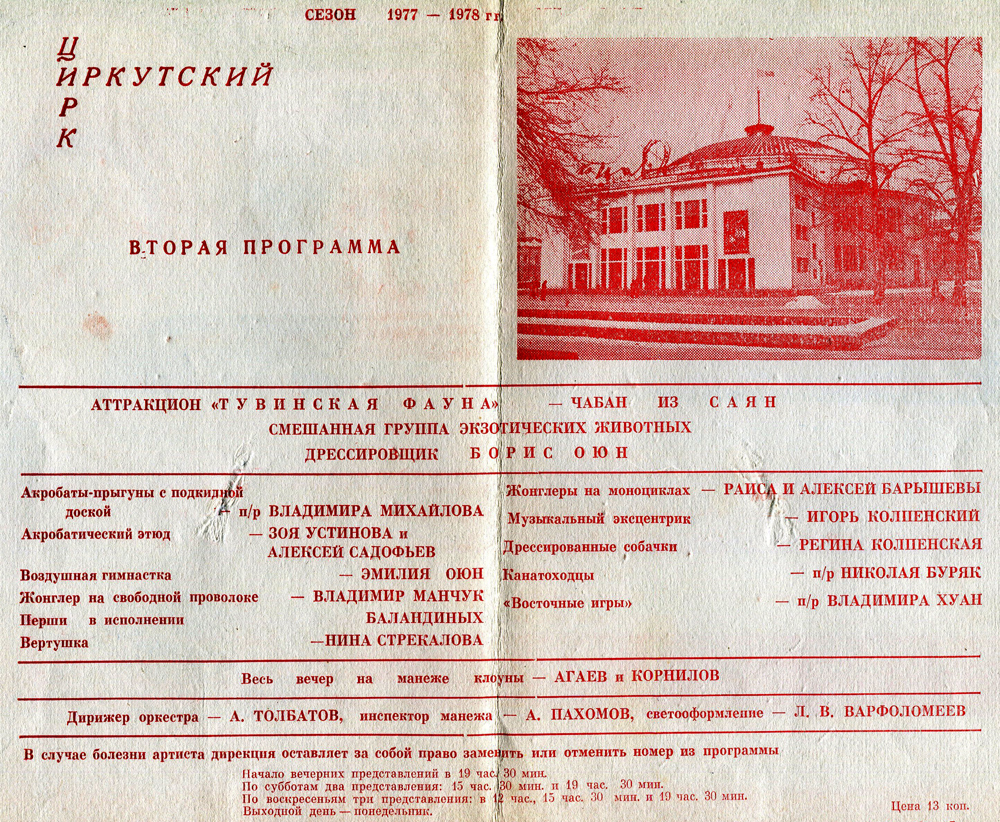 СЕЗОН 1977 — 1978 гг.
ЦИРК
ИРКУТСКИЙ
ВТОРАЯ ПРОГРАММА
АТТРАКЦИОН «ТУВИНСКАЯ ФАУНА» — ЧАБАН ИЗ САЯН
СМЕШАННАЯ ГРУППА ЭКЗОТИЧЕСКИХ ЖИВОТНЫХ
ДРЕССИРОВЩИК БОРИС ОЮН
Акробаты-прыгуны с подкидной
доской — п/р ВЛАДИМИРА МИХАЙЛОВА
Акробатический этюд — ЗОЯ УСТИНОВА и
АЛЕКСЕЙ САДОФЬЕВ
Воздушная гимнастка — ЭМИЛИЯ ОЮН
Жонглер на свободной проволоке — ВЛАДИМИР МАНЧУК
Перши в исполнении БАЛАНДИНЫХ
Вертушка —НИНА СТРЕКАЛОВА
Жонглеры на моноциклах — РАИСА И АЛЕКСЕЙ БАРЫШЕВЫ
Музыкальный эксцентрик — ИГОРЬ КОЛПЕНСКИЙ
Дрессированные собачки — РЕГИНА КОЛПЕНСКАЯ
Канатоходцы — п/р НИКОЛАЯ БУРЯК
«Восточные игры» — п/р ВЛАДИМИРА ХУАН
Весь вечер на манеже клоуны — АГАЕВ и КОРНИЛОВ
Дирижер оркестра — А. ТОЛБАТОВ, инспектор манежа — А. ПАХОМОВ, светооформление — Л. В. ВАРФОЛОМЕЕВ
В случае болезни артиста дирекция оставляет за собой право заменить или отменить номер из программы
Начало вечерних представлений в 19 час. 30 мин.
По субботам два представления: 15 час. 30 мин. и 19 час. 30 мин.
По воскресеньям три представления: в 12 час., 15 час. 30 мин. и 19 час. 30 мин.
Выходной день — понедельник.
Цена 13 коп.